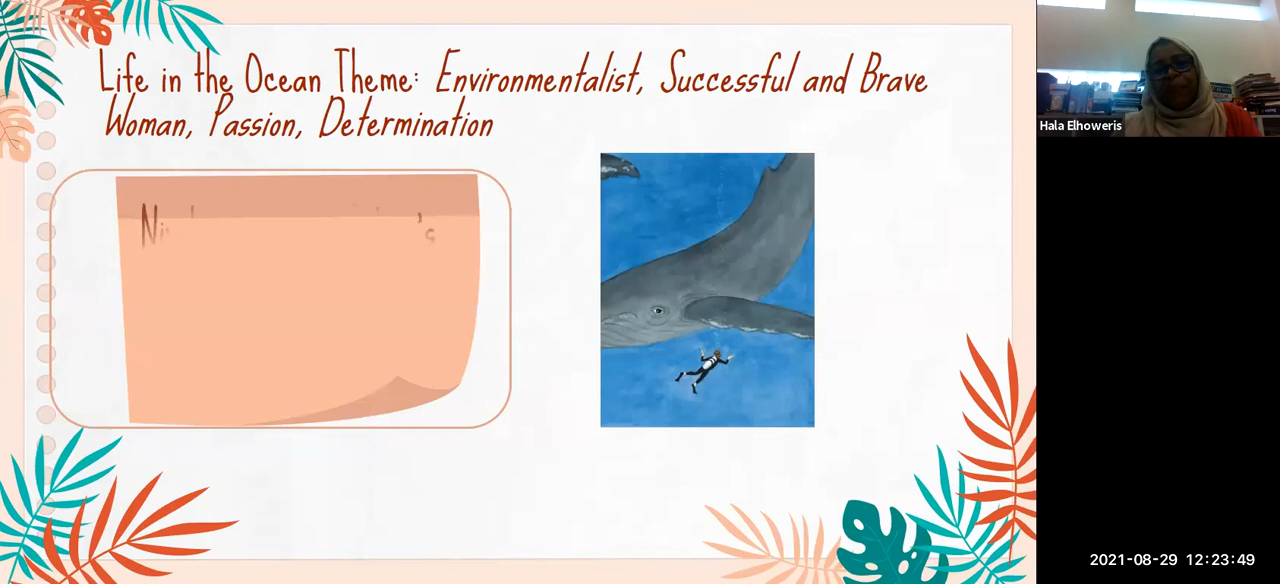 Life in the Ocean Theme: Environmentalist, Successful and Brave
Woman, Passion, Determination
Hala Elhoweris
2021-08-29 12:23:49